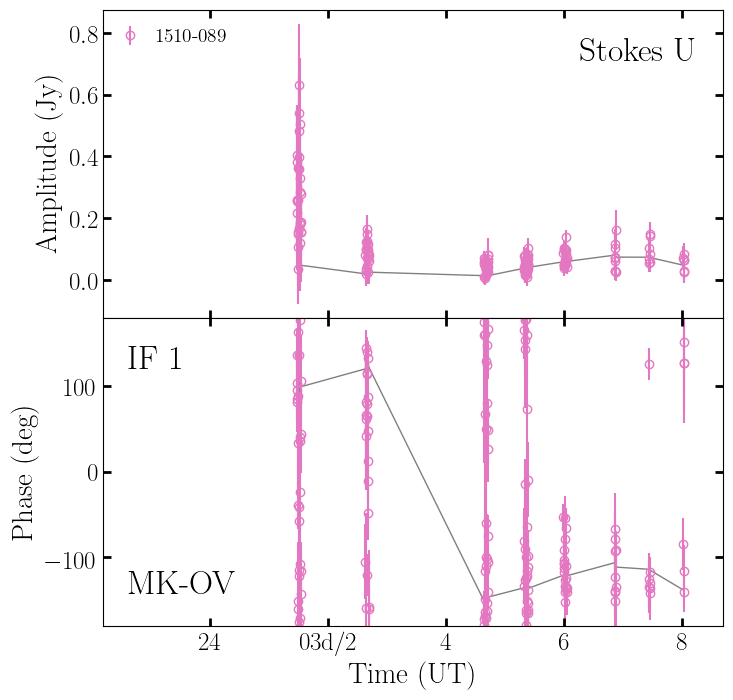 1510-089
Stokes U
0.8
0.6
0.4
0.2
0.0
Amplitude (Jy)
IF 1
100
0
−100
Phase (deg)
MK-OV
24 03d/2 4 6 8
Time (UT)